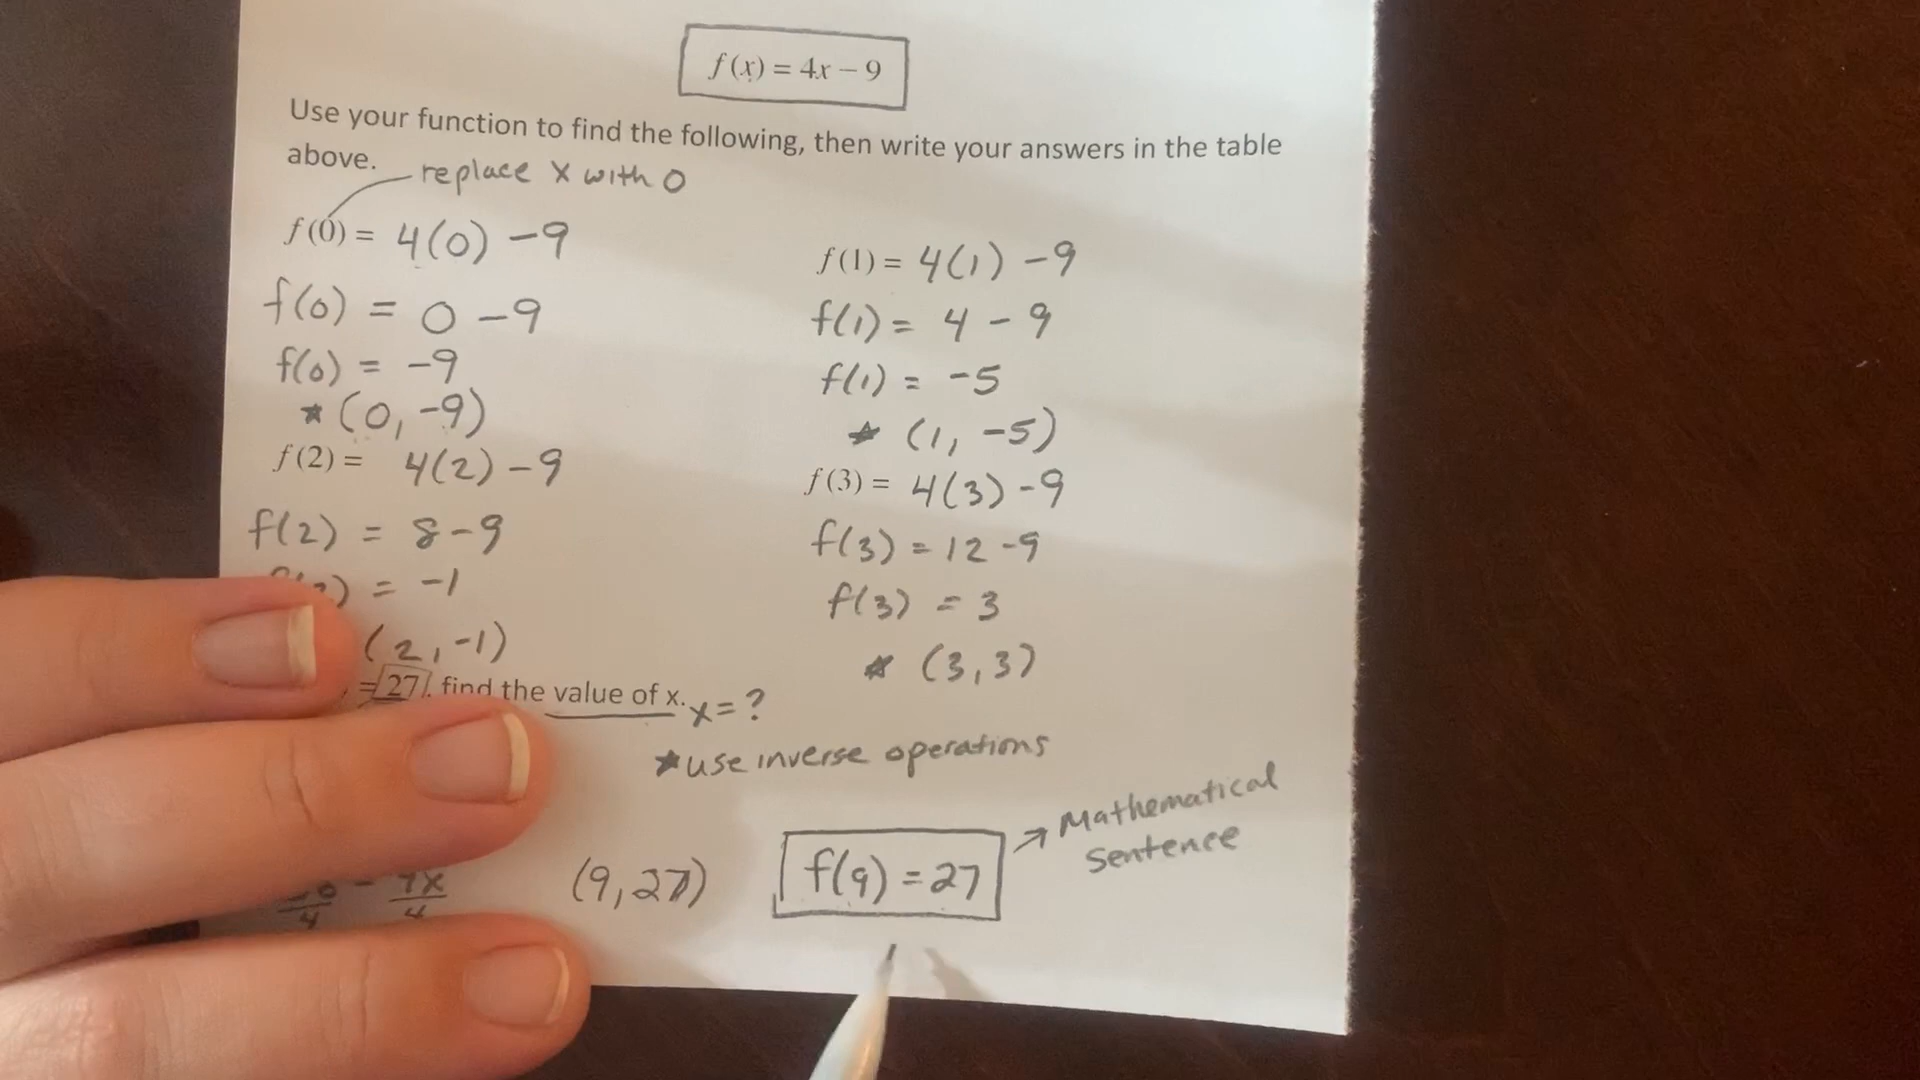 f(x) = 4x – 9
Use your function to find the following, then write your answers in the table
above.
replace x with 0
f(0) = 4(0) – 9
f(0) = 0 – 9
f(0) = –9
* (0, –9)
f(1) = 4(1) – 9
f(1) = 4 – 9
f(1) = –5
* (1, –5)
f(2) = 4(2) – 9
f(2) = 8 – 9
) = –1
(2, –1)
f(3) = 4(3) – 9
f(3) = 12 – 9
f(3) = 3
* (3, 3)
= 27, find the value of x. x = ?
* use inverse operations
4x
4 4
(9, 27)
f(9) = 27
→ Mathematical
Sentence